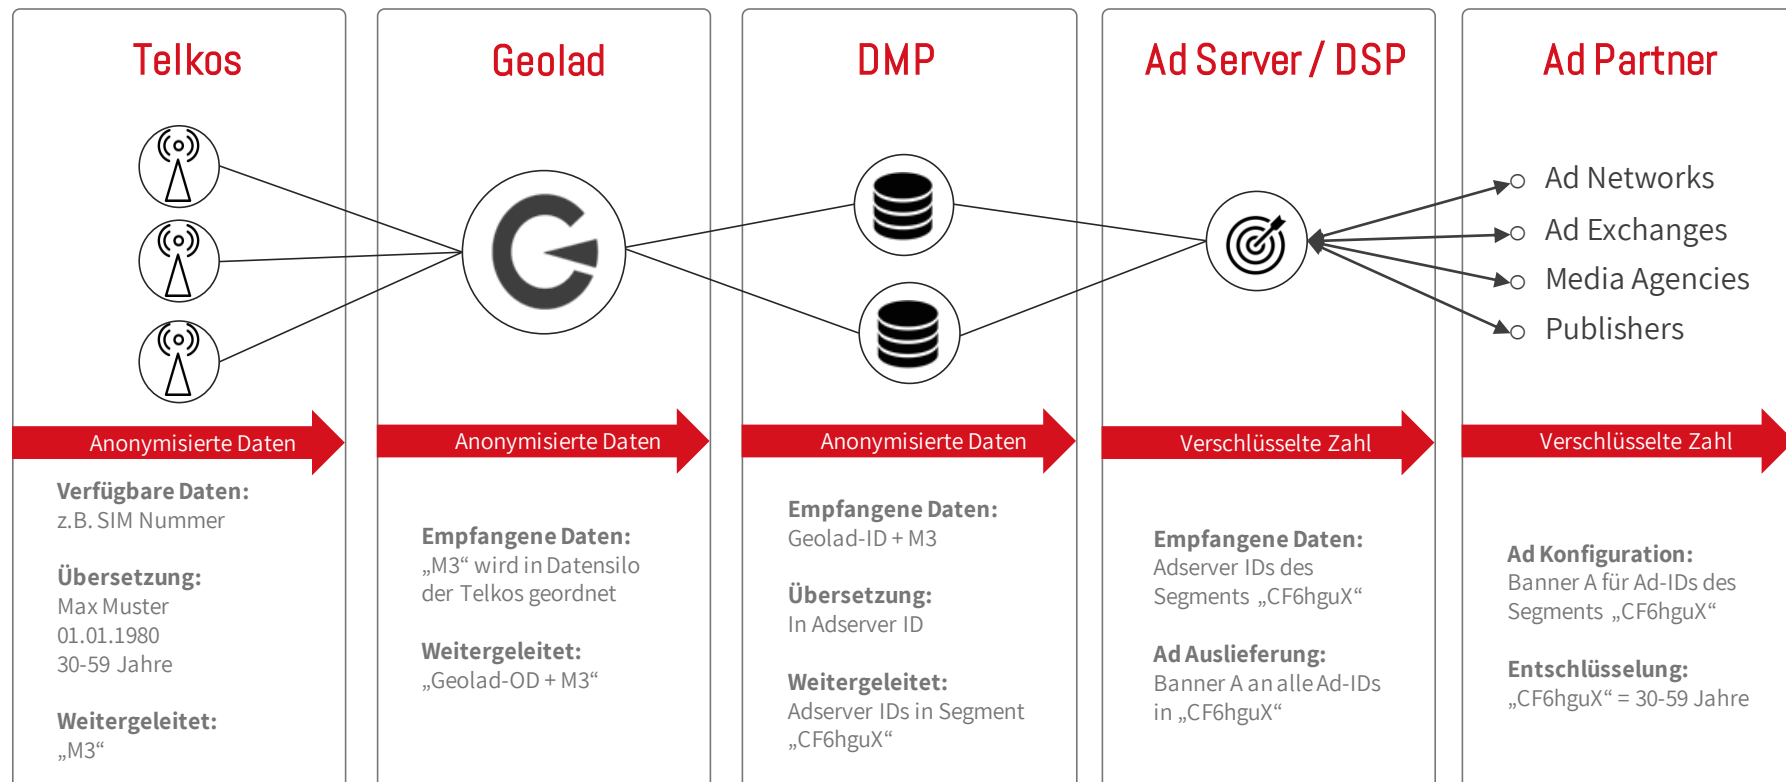 Telkos
Anonymisierte Daten
Verfügbare Daten:
z.B. SIM Nummer
Übersetzung:
Max Muster
01.01.1980
30-59 Jahre
Weitergeleitet:
„M3“
Geolad
Anonymisierte Daten
Empfangene Daten:
„M3“ wird in Datensilo
der Telkos geordnet
Weitergeleitet:
„Geolad-OD + M3“
DMP
Anonymisierte Daten
Empfangene Daten:
Geolad-ID + M3
Übersetzung:
In Adserver ID
Weitergeleitet:
Adserver IDs in Segment
„CF6hguX“
Ad Server / DSP
Verschlüsselte Zahl
Empfangene Daten:
Adserver IDs des
Segments „CF6hguX“
Ad Auslieferung:
Banner A an alle Ad-IDs
in „CF6hguX“
Ad Partner
Ad Networks
Ad Exchanges
Media Agencies
Publishers
Verschlüsselte Zahl
Ad Konfiguration:
Banner A für Ad-IDs des
Segments „CF6hguX“
Entschlüsselung:
„CF6hguX“ = 30-59 Jahre